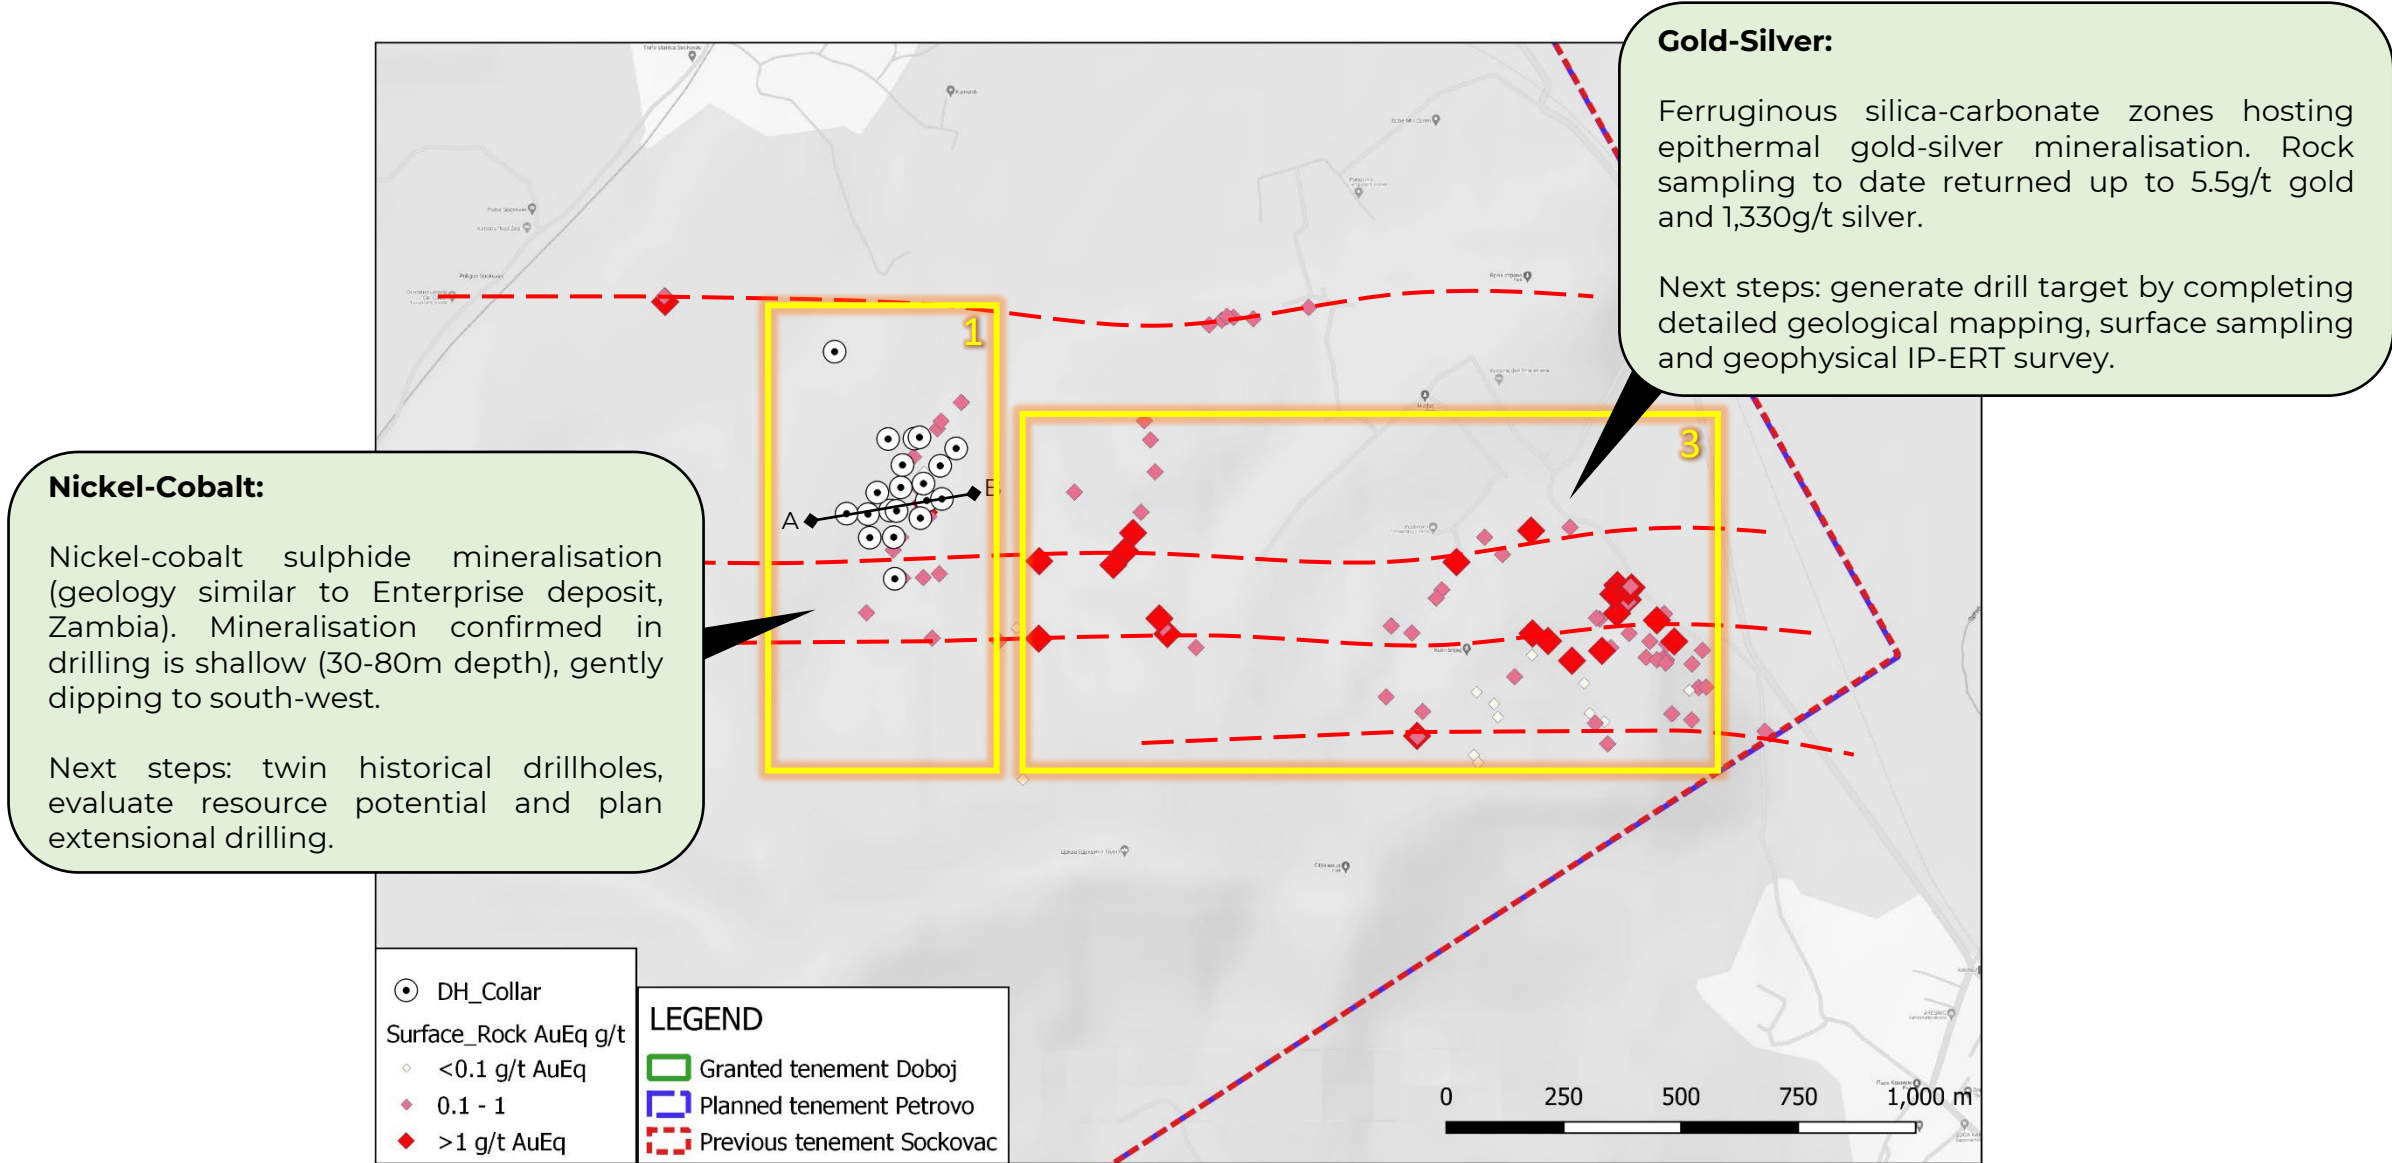 Gold-Silver:
Ferruginous silica-carbonate zones hosting
epithermal gold-silver mineralisation. Rock
sampling to date returned up to 5.5g/t gold
and 1,330g/t silver.
Next steps: generate drill target by completing
detailed geological mapping, surface sampling
and geophysical IP-ERT survey.
1
3
A
B
Nickel-Cobalt:
Nickel-cobalt sulphide mineralisation
(geology similar to Enterprise deposit,
Zambia). Mineralisation confirmed in
drilling is shallow (30-80m depth), gently
dipping to south-west.
Next steps: twin historical drillholes,
evaluate resource potential and plan
extensional drilling.
DH_Collar
Surface_Rock AuEq g/t
<0.1 g/t AuEq
0.1 - 1
>1 g/t AuEq
LEGEND
Granted tenement Doboj
Planned tenement Petrovo
Previous tenement Sockovac
0 250 500 750 1,000 m